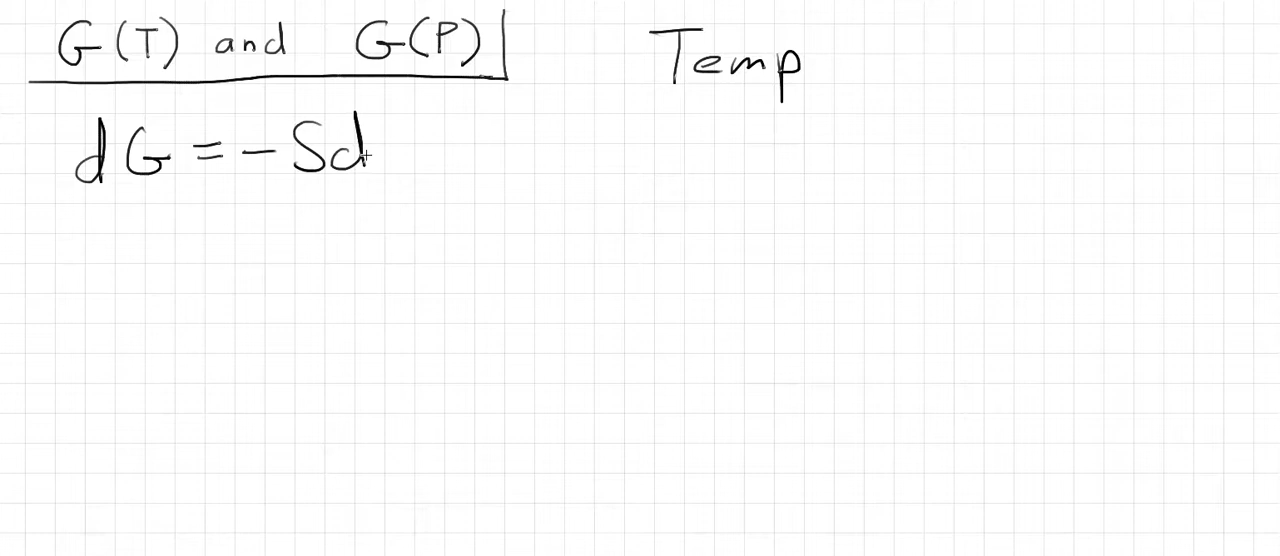 G(T) and G(P)
Temp
dG = - Sd